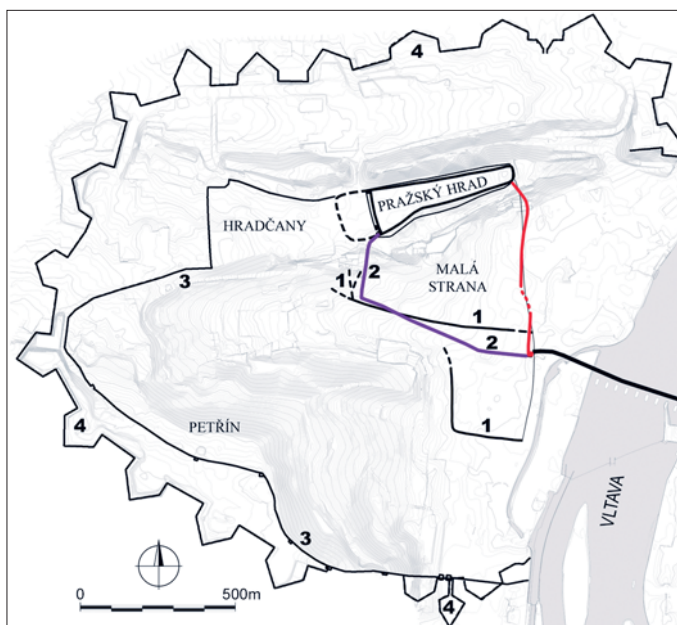 4
PRAŽSKÝ HRAD
HRADČANY
1
2
MALÁ
STRANA
3
1
2
4
PETŘÍN
1
VLTAVA
3
0
500m
4